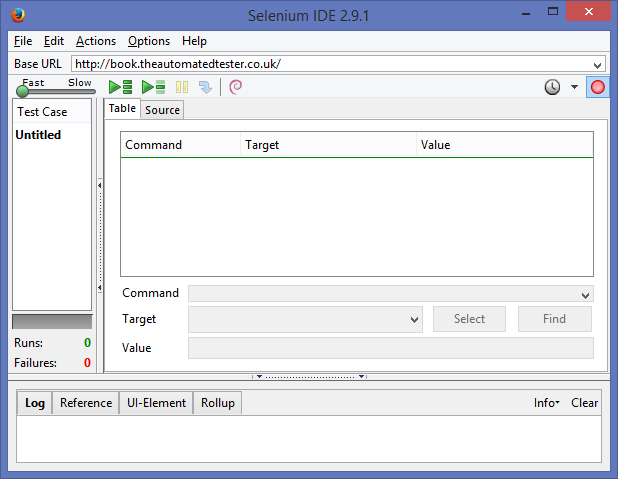 Selenium IDE 2.9.1
File Edit Actions Options Help
Base URL http://book.theautomatedtester.co.uk/
Fast Slow
Test Case
Untitled
Table Source
Command Target Value
Command
Target Select Find
Value
Runs: 0
Failures: 0
Log Reference UI-Element Rollup Info Clear